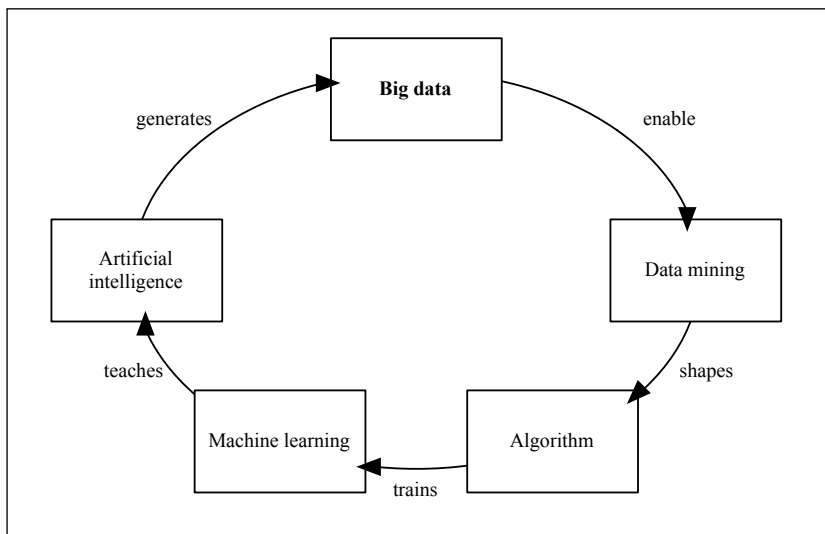 Big data
generates
enable
Artificial
intelligence
Data mining
teaches
shapes
Machine learning
Algorithm
trains